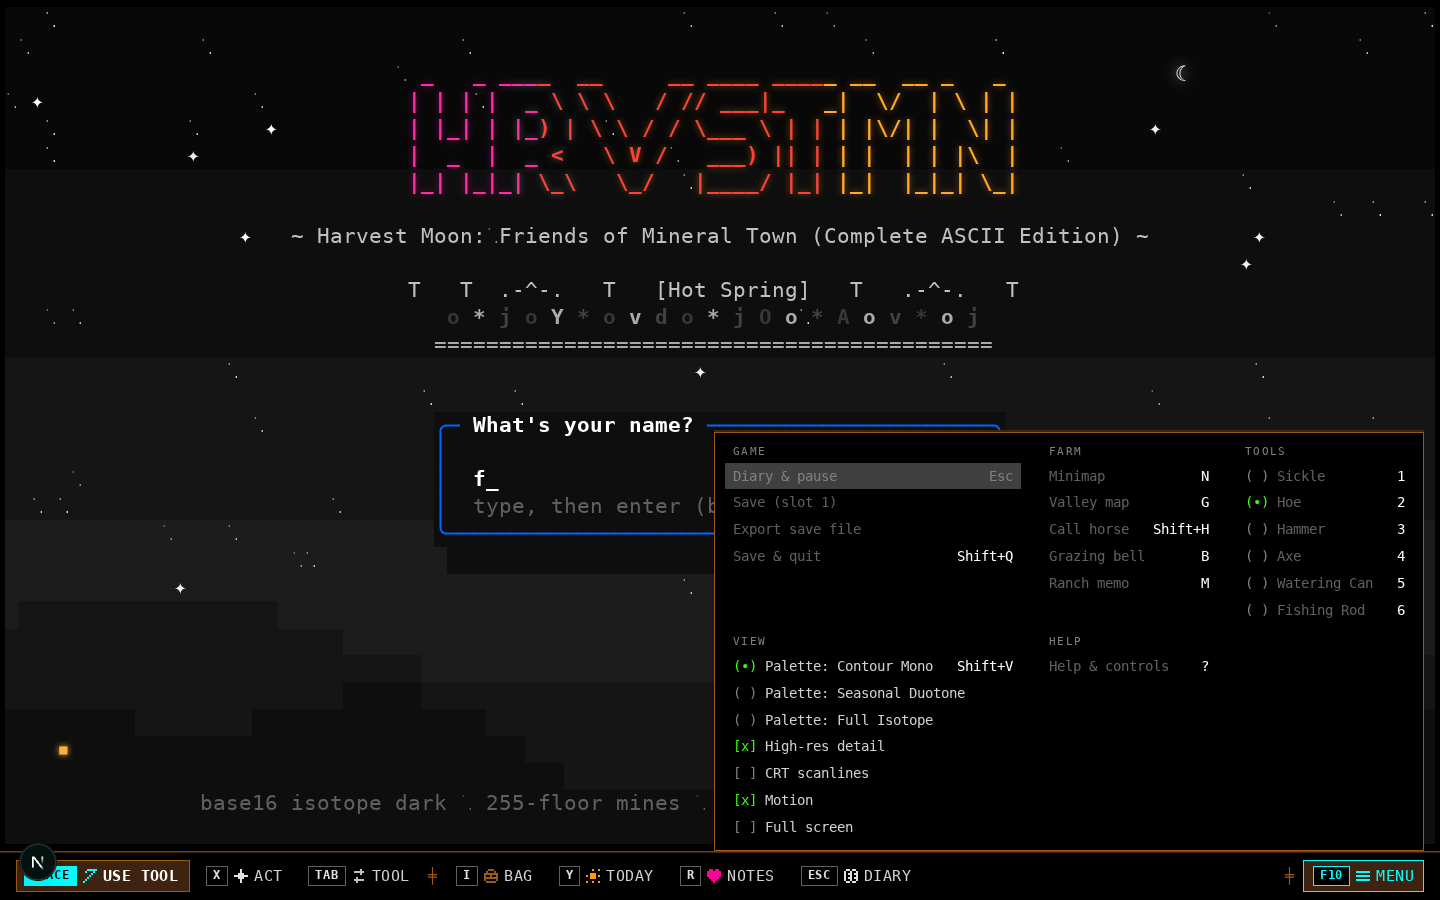 HRVSTMN
~ Harvest Moon: Friends of Mineral Town (Complete ASCII Edition) ~
T T .-^-. T [Hot Spring] T .-^-. T
o * j o Y * o v d o * j O o * A o v * o j
===========================================
What's your name?
f_
type, then enter (b
GAME
Diary & pause Esc
Save (slot 1)
Export save file
Save & quit Shift+Q
FARM
Minimap N
Valley map G
Call horse Shift+H
Grazing bell B
Ranch memo M
TOOLS
( ) Sickle 1
(•) Hoe 2
( ) Hammer 3
( ) Axe 4
( ) Watering Can 5
( ) Fishing Rod 6
VIEW
(•) Palette: Contour Mono Shift+V
( ) Palette: Seasonal Duotone
( ) Palette: Full Isotope
[x] High-res detail
[ ] CRT scanlines
[x] Motion
[ ] Full screen
HELP
Help & controls ?
base16 isotope dark · 255-floor mines ·
N
ACE USE TOOL X ACT TAB TOOL I BAG Y TODAY R NOTES ESC DIARY F10 MENU